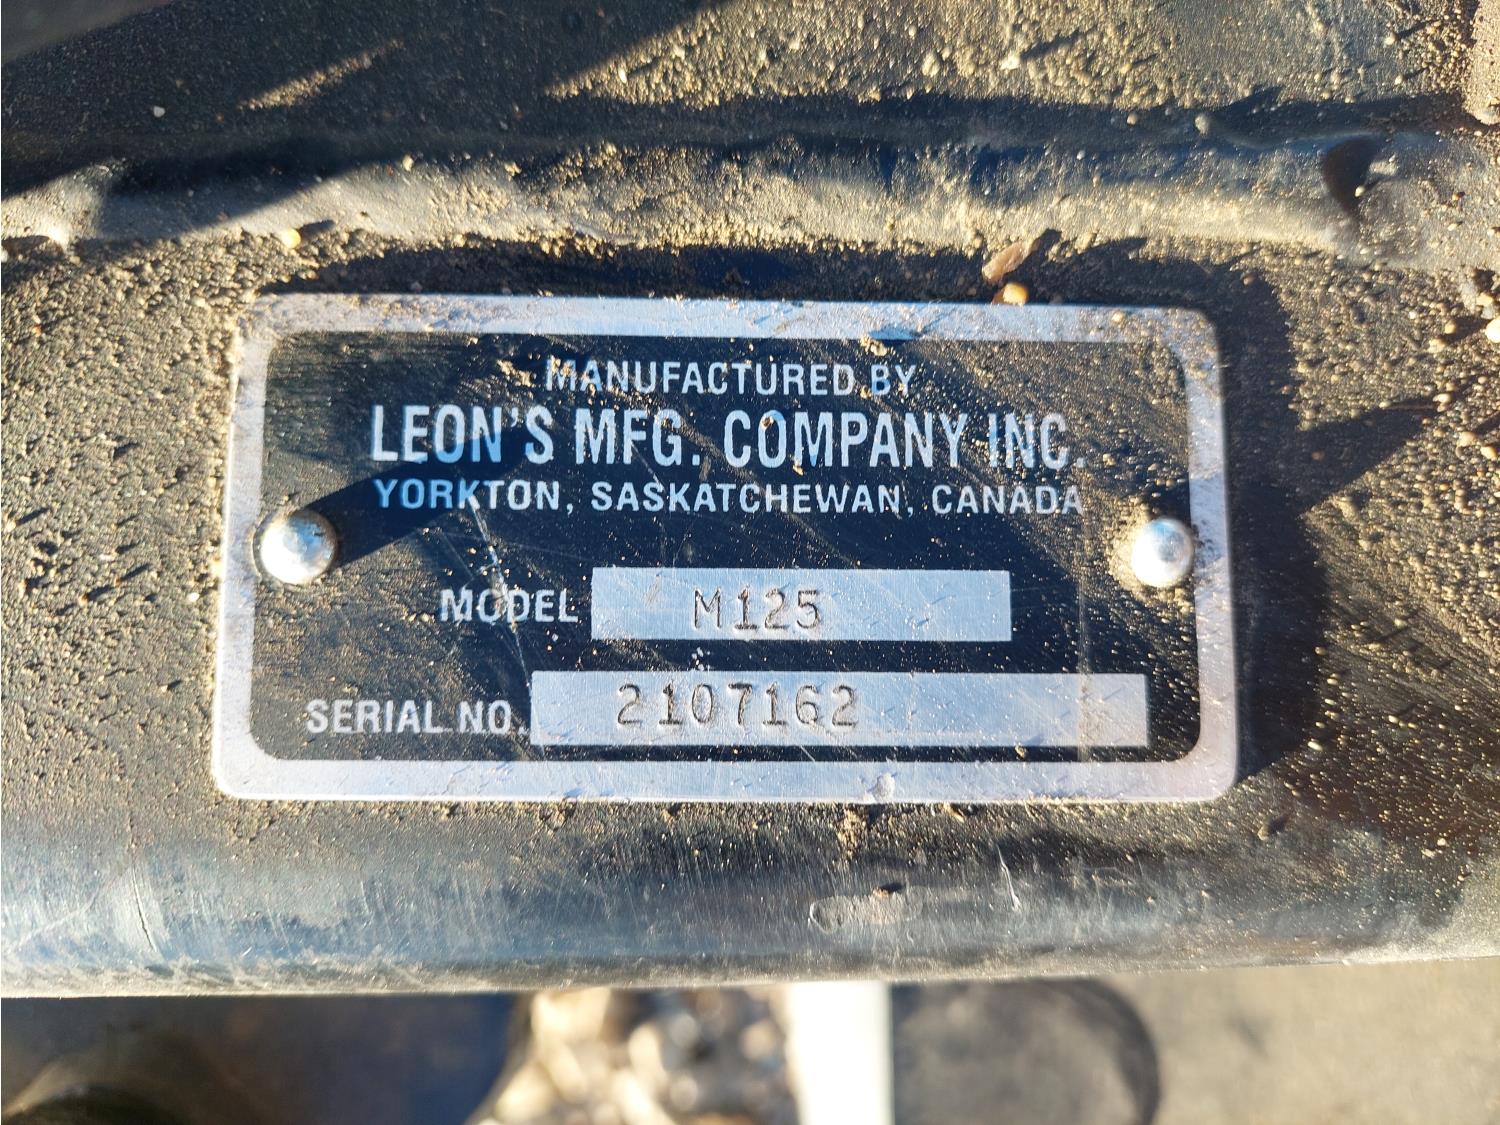 MANUFACTURED BY
LEON'S MFG. COMPANY INC.
YORKTON, SASKATCHEWAN, CANADA
MODEL M125
SERIAL NO. 2107162